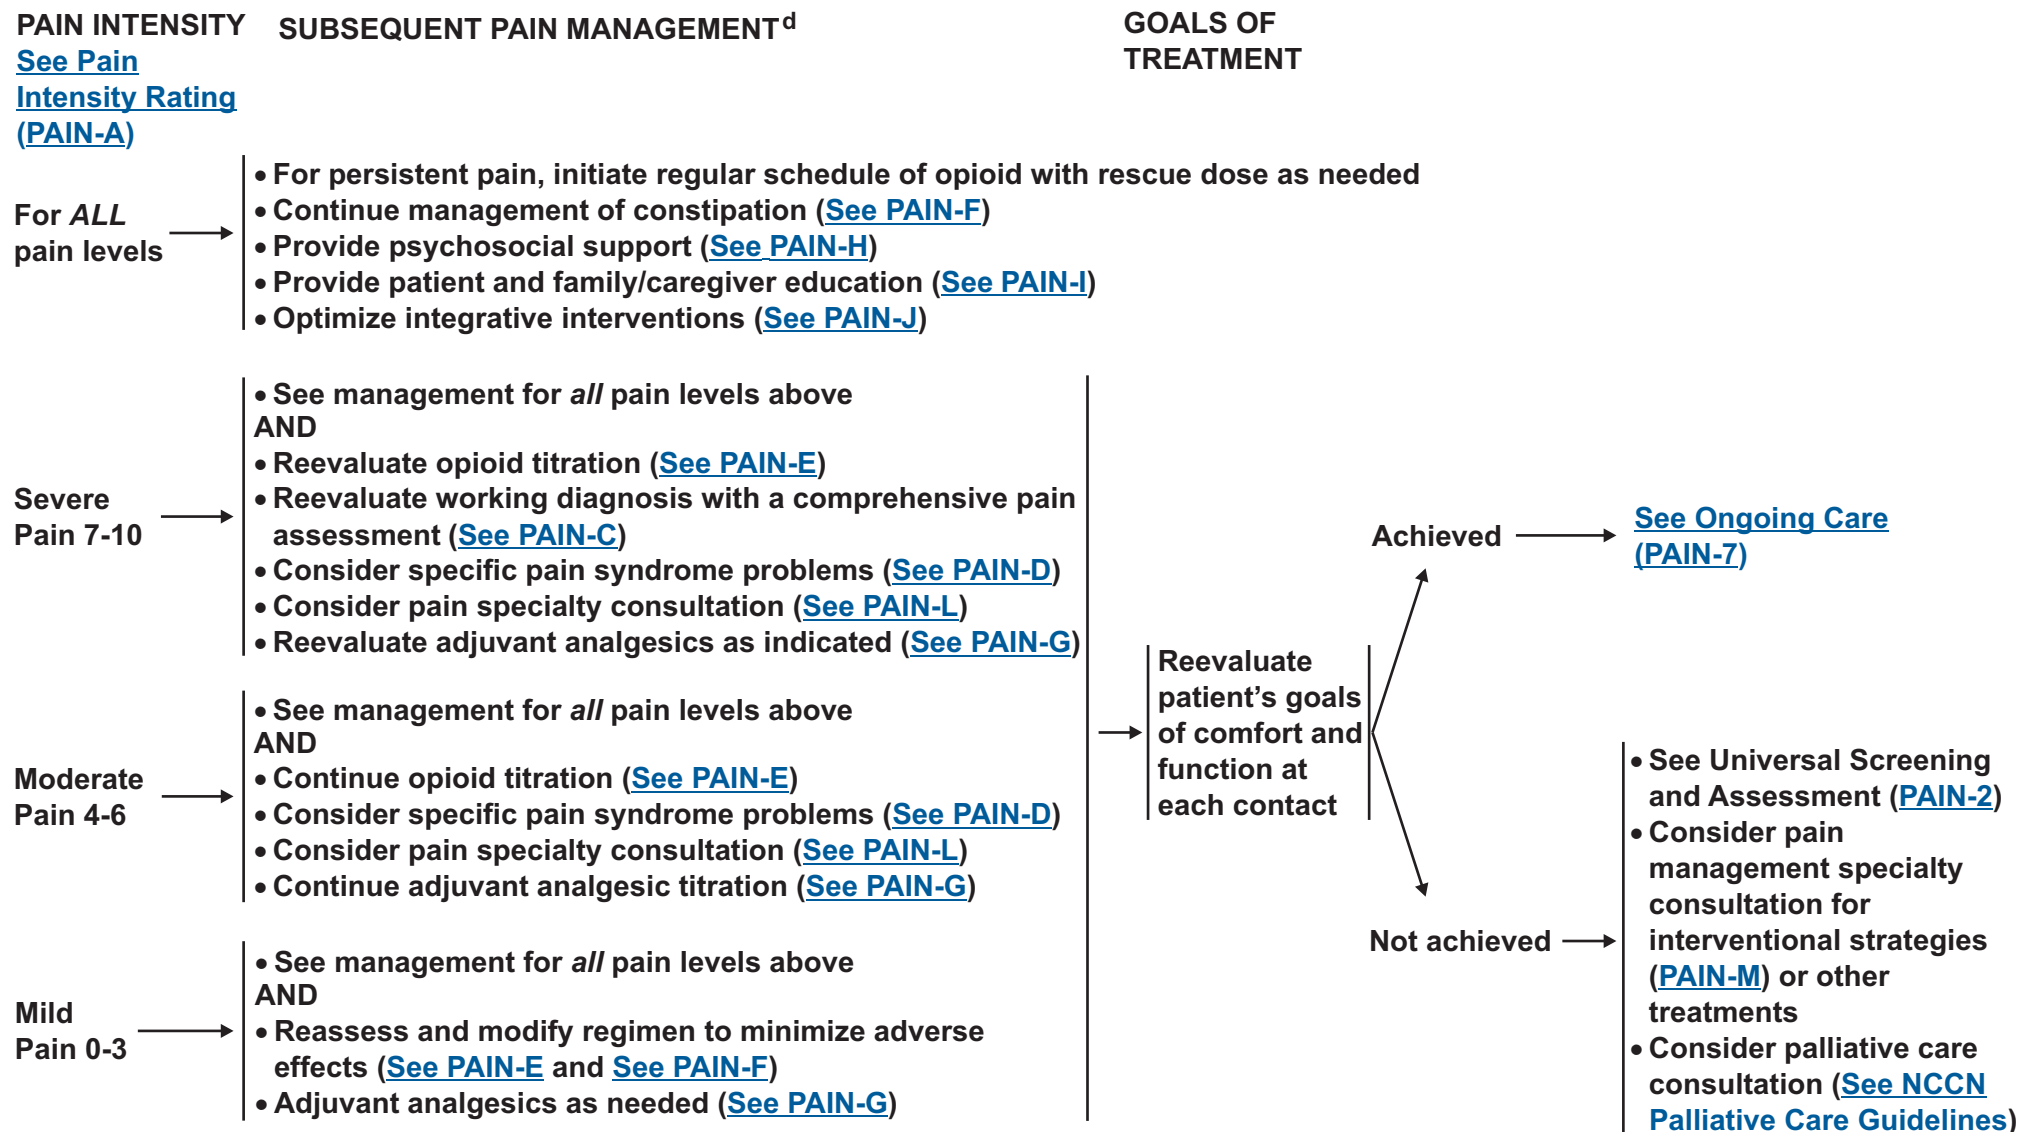 PAIN INTENSITY
See Pain
Intensity Rating
(PAIN-A)
SUBSEQUENT PAIN MANAGEMENTd
GOALS OF
TREATMENT
For ALL
pain levels
• For persistent pain, initiate regular schedule of opioid with rescue dose as needed
• Continue management of constipation (See PAIN-F)
• Provide psychosocial support (See PAIN-H)
• Provide patient and family/caregiver education (See PAIN-I)
• Optimize integrative interventions (See PAIN-J)
Severe
Pain 7-10
• See management for all pain levels above
AND
• Reevaluate opioid titration (See PAIN-E)
• Reevaluate working diagnosis with a comprehensive pain
assessment (See PAIN-C)
• Consider specific pain syndrome problems (See PAIN-D)
• Consider pain specialty consultation (See PAIN-L)
• Reevaluate adjuvant analgesics as indicated (See PAIN-G)
Moderate
Pain 4-6
• See management for all pain levels above
AND
• Continue opioid titration (See PAIN-E)
• Consider specific pain syndrome problems (See PAIN-D)
• Consider pain specialty consultation (See PAIN-L)
• Continue adjuvant analgesic titration (See PAIN-G)
Mild
Pain 0-3
• See management for all pain levels above
AND
• Reassess and modify regimen to minimize adverse
effects (See PAIN-E and See PAIN-F)
• Adjuvant analgesics as needed (See PAIN-G)
Reevaluate
patient's goals
of comfort and
function at
each contact
Achieved
See Ongoing Care
(PAIN-7)
Not achieved
• See Universal Screening
and Assessment (PAIN-2)
• Consider pain
management specialty
consultation for
interventional strategies
(PAIN-M) or other
treatments
• Consider palliative care
consultation (See NCCN
Palliative Care Guidelines)